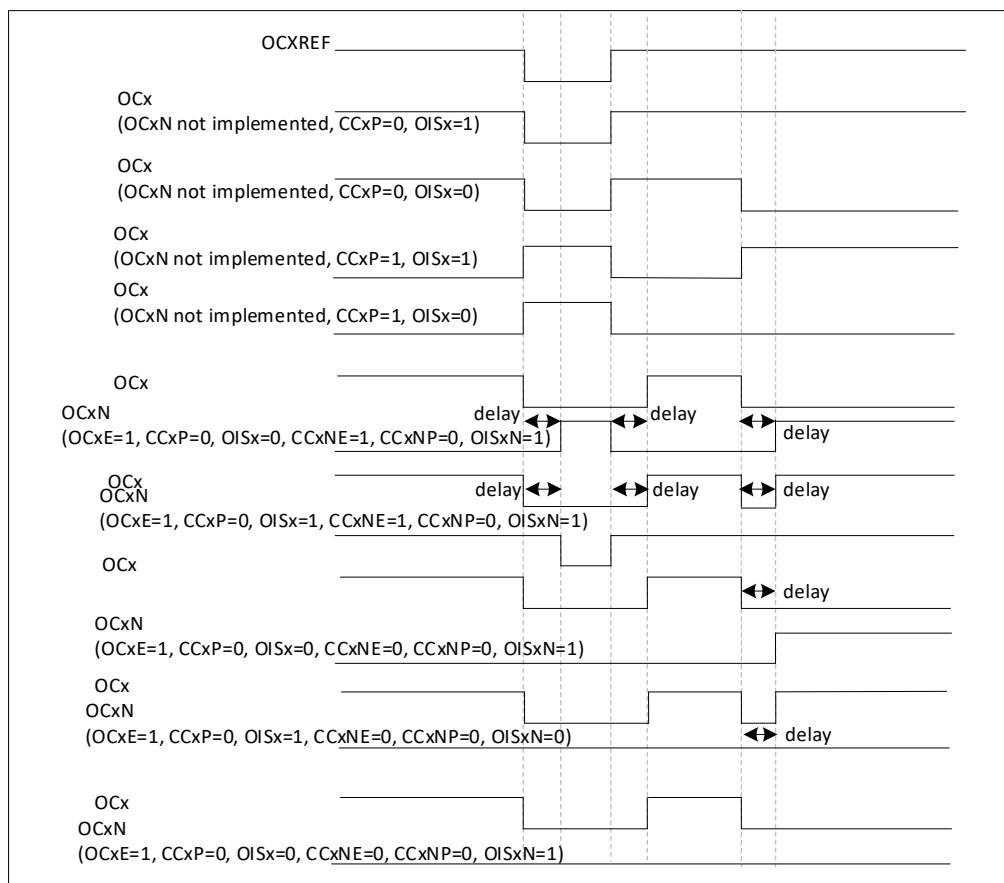 OCXREF
OCx
(OCxN not implemented, CCxP=0, OISx=1)
OCx
(OCxN not implemented, CCxP=0, OISx=0)
OCx
(OCxN not implemented, CCxP=1, OISx=1)
OCx
(OCxN not implemented, CCxP=1, OISx=0)
OCx
OCxN
delay
delay
delay
(OCxE=1, CCxP=0, OISx=0, CCxNE=1, CCxNP=0, OISxN=1)
OCx
OCxN
delay
delay
delay
(OCxE=1, CCxP=0, OISx=1, CCxNE=1, CCxNP=0, OISxN=1)
OCx
delay
OCxN
(OCxE=1, CCxP=0, OISx=0, CCxNE=0, CCxNP=0, OISxN=1)
OCx
OCxN
(OCxE=1, CCxP=0, OISx=1, CCxNE=0, CCxNP=0, OISxN=0)
delay
OCx
OCxN
(OCxE=1, CCxP=0, OISx=0, CCxNE=0, CCxNP=0, OISxN=1)